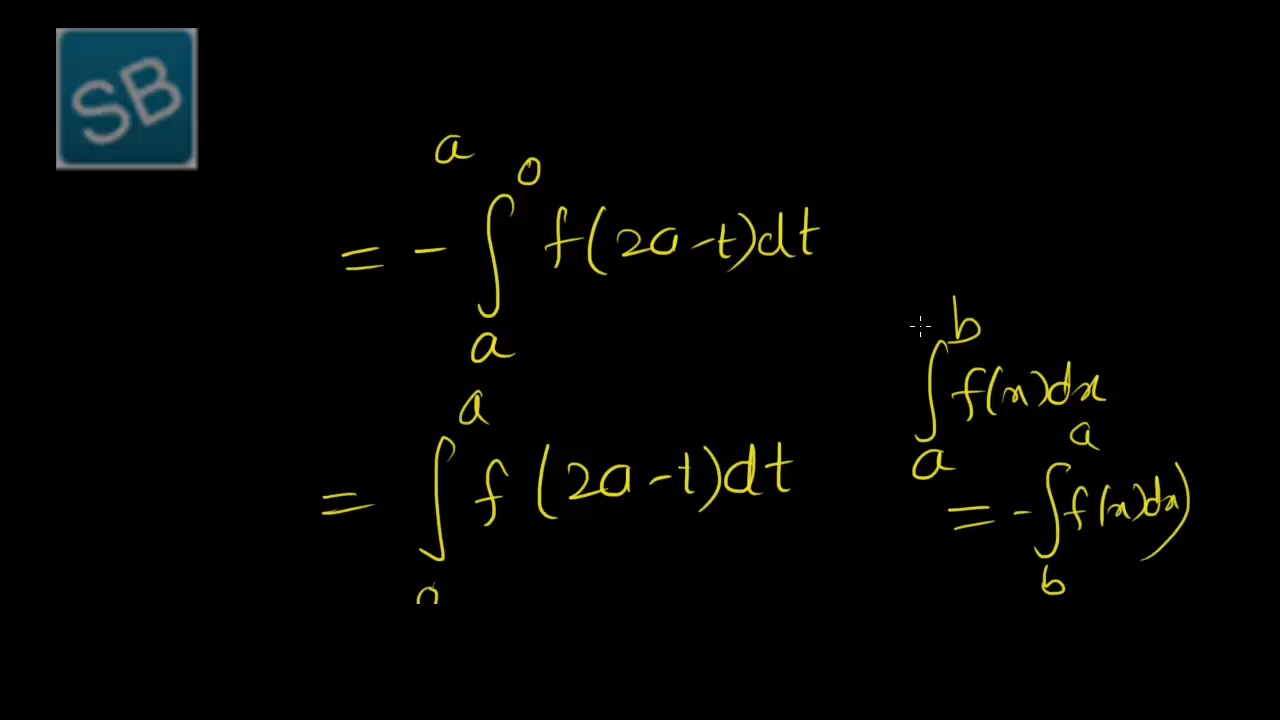 SB
a
= - ∫_a^0 f(2a-t)dt
= ∫_0^a f(2a-t)dt
∫_a^b f(x)dx
= - ∫_b^a f(x)dx)